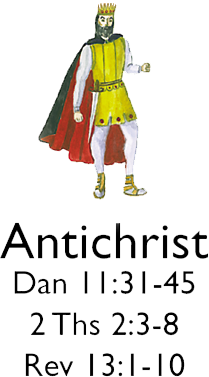 Antichrist
Dan 11:31-45
2 Ths 2:3-8
Rev 13:1-10